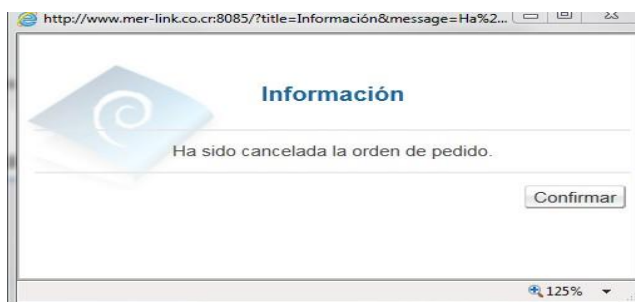 http://www.mer-link.co.cr:8085/?title=Información&message=Ha%2...
Información
Ha sido cancelada la orden de pedido.
Confirmar
125%